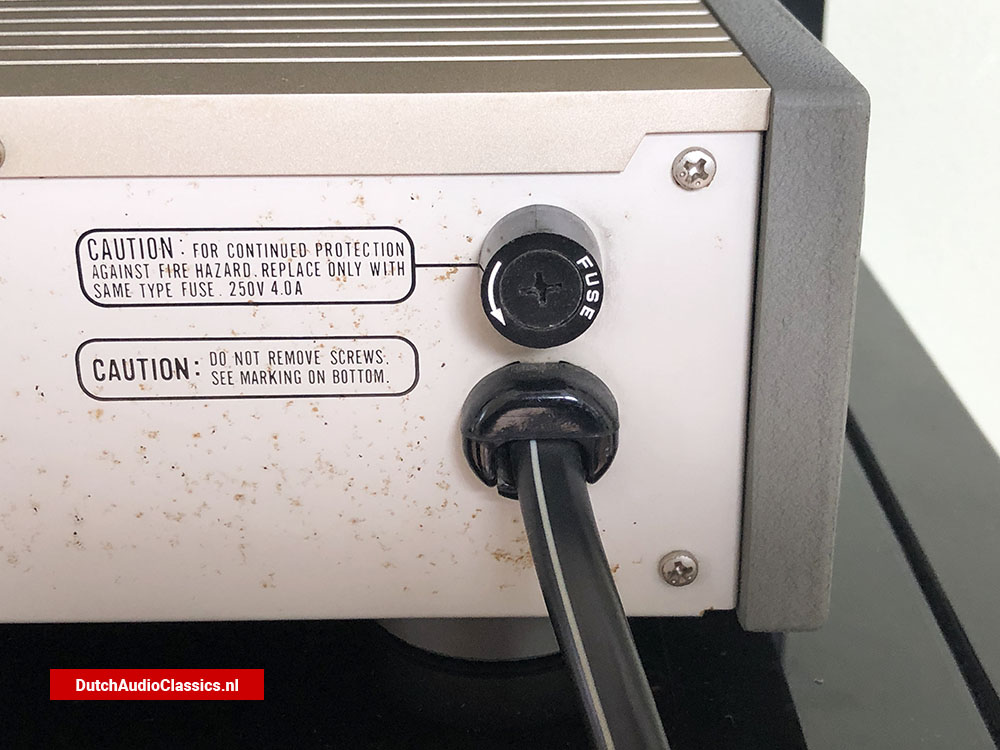 CAUTION: FOR CONTINUED PROTECTION
AGAINST FIRE HAZARD. REPLACE ONLY WITH
SAME TYPE FUSE. 250V 4.0A
FUSE
CAUTION: DO NOT REMOVE SCREWS.
SEE MARKING ON BOTTOM.
DutchAudioClassics.nl